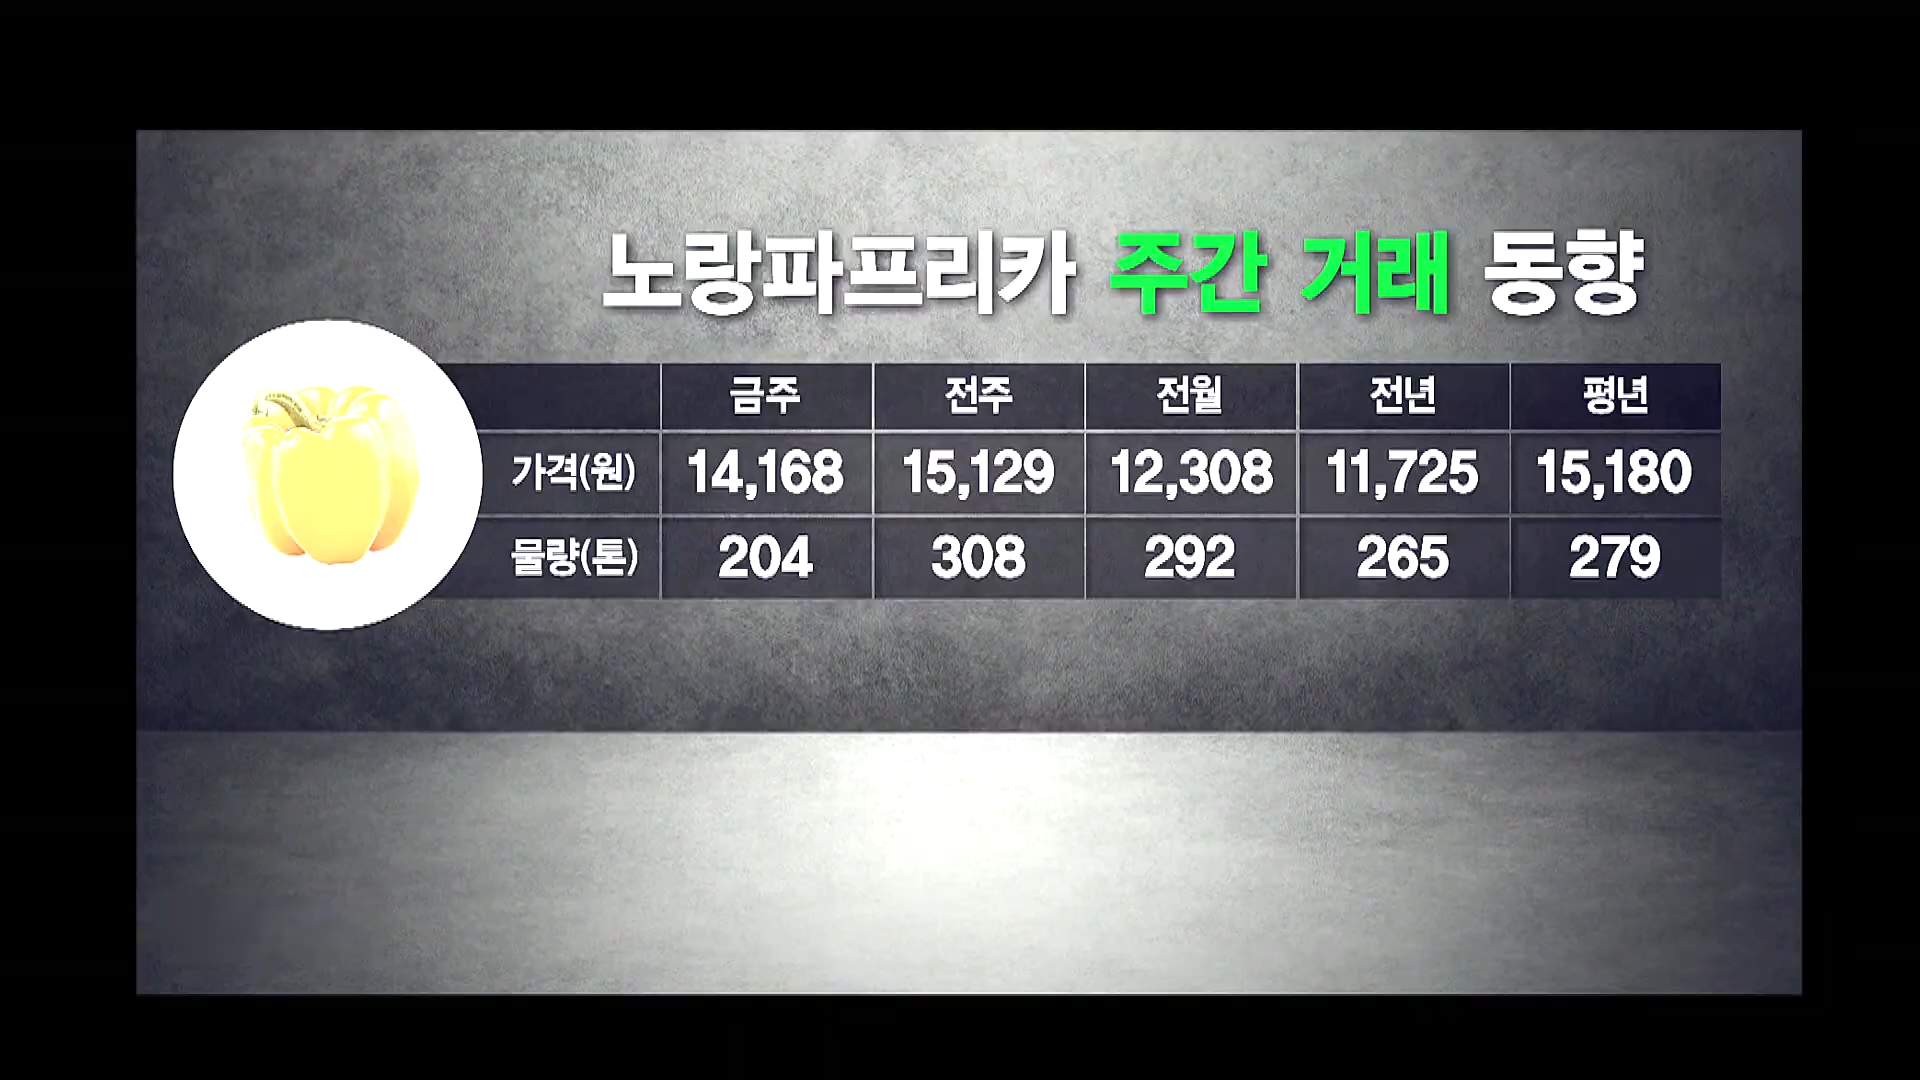 노랑파프리카 주간 거래 동향
금주 전주 전월 전년 평년
가격(원) 14,168 15,129 12,308 11,725 15,180
물량(톤) 204 308 292 265 279